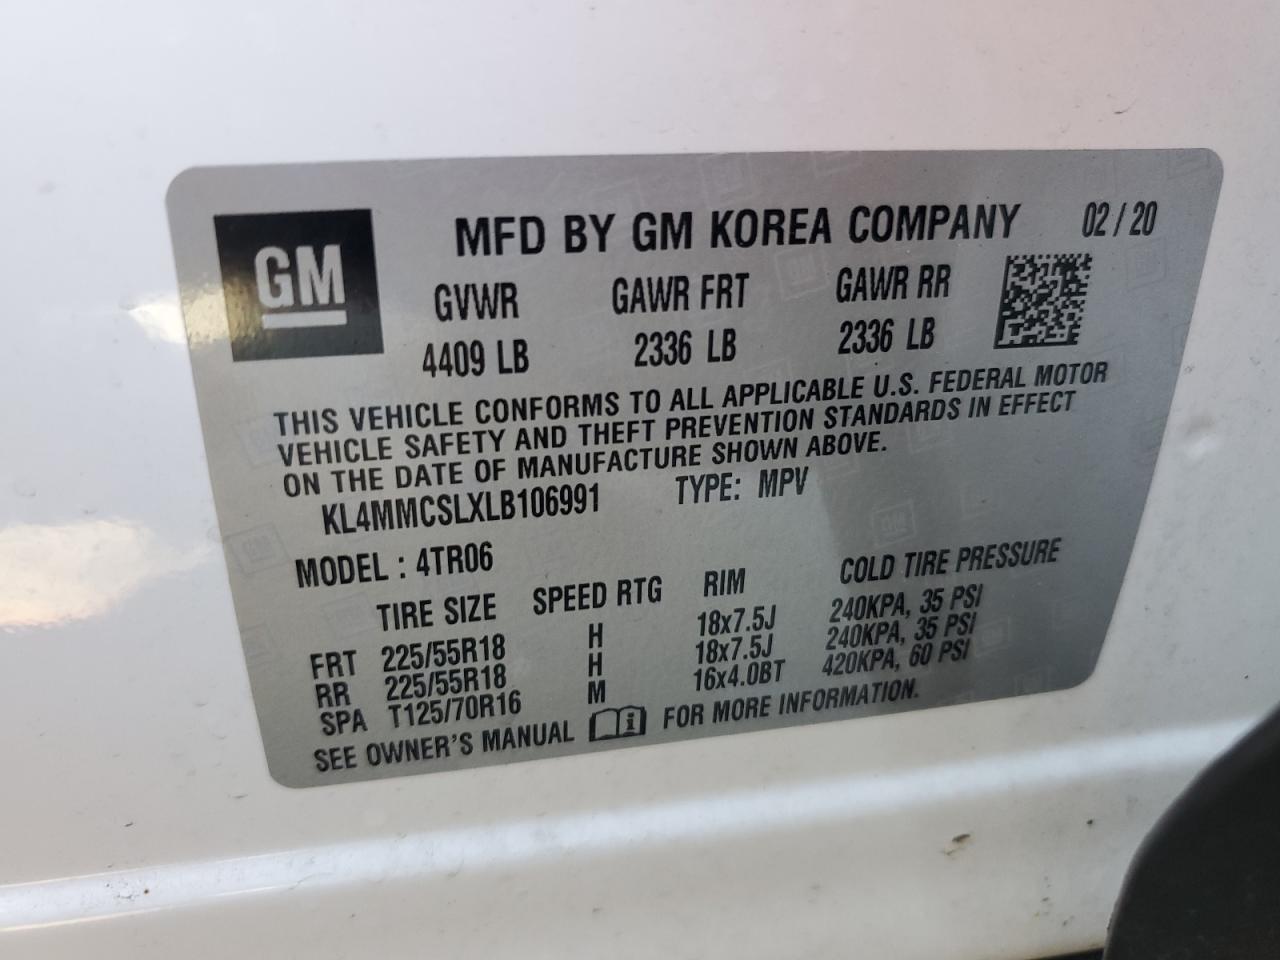 GM
MFD BY GM KOREA COMPANY 02/20
GVWR GAWR FRT GAWR RR
4409 LB 2336 LB 2336 LB
THIS VEHICLE CONFORMS TO ALL APPLICABLE U.S. FEDERAL MOTOR
VEHICLE SAFETY AND THEFT PREVENTION STANDARDS IN EFFECT
ON THE DATE OF MANUFACTURE SHOWN ABOVE.
KL4MMCSLXLB106991 TYPE: MPV
MODEL : 4TR06
TIRE SIZE SPEED RTG RIM COLD TIRE PRESSURE
FRT 225/55R18 H 18x7.5J 240KPA, 35 PSI
RR 225/55R18 H 18x7.5J 240KPA, 35 PSI
SPA T125/70R16 M 16x4.0BT 420KPA, 60 PSI
SEE OWNER'S MANUAL FOR MORE INFORMATION.